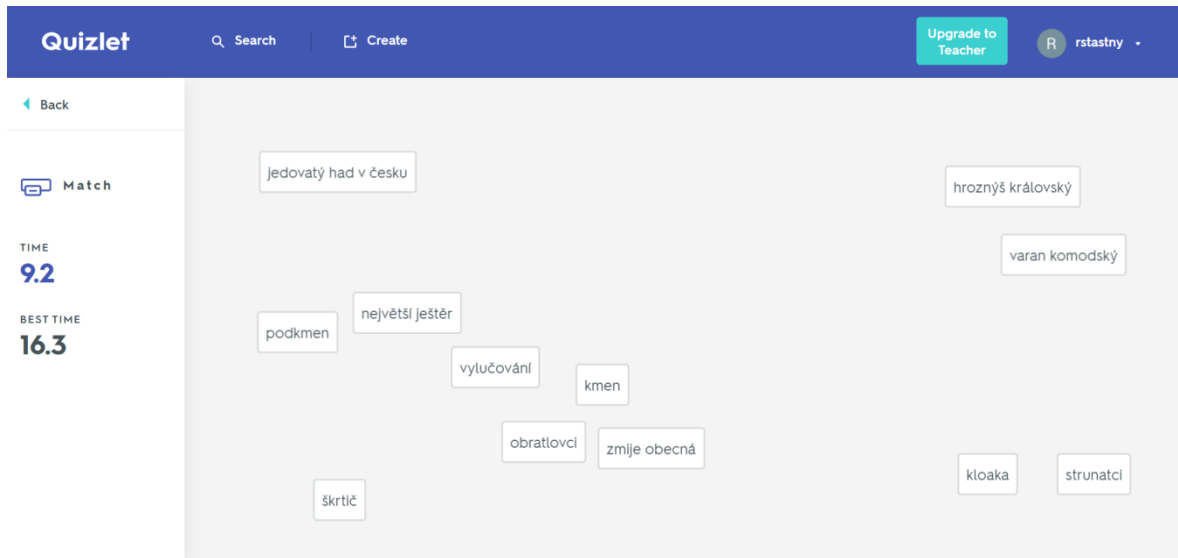 Quizlet
Search
Create
Upgrade to
Teacher
R
rstastny
Back
Match
TIME
9.2
BEST TIME
16.3
jedovatý had v česku
hroznýš královský
varan komodský
největší ještěr
podkmen
vylučování
kmen
obratlovci
zmije obecná
kloaka
strunatci
škrtič